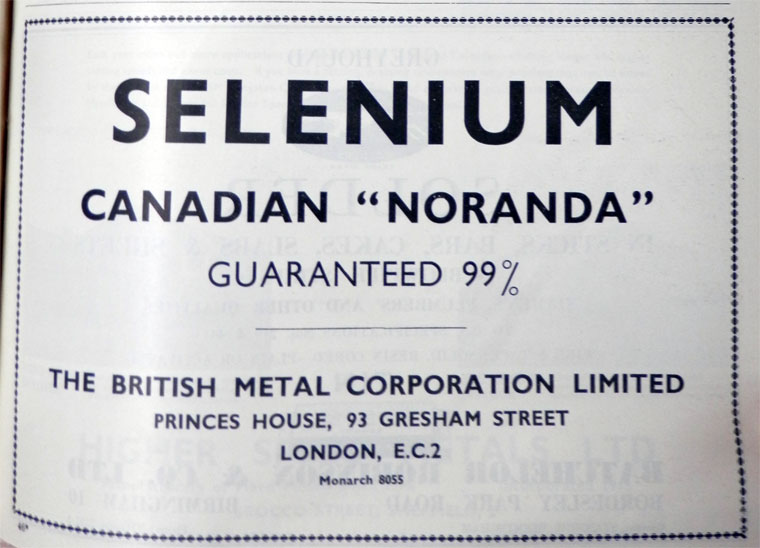 SELENIUM
CANADIAN “NORANDA”
GUARANTEED 99%
THE BRITISH METAL CORPORATION LIMITED
PRINCES HOUSE, 93 GRESHAM STREET
LONDON, E.C.2
Monarch 8055